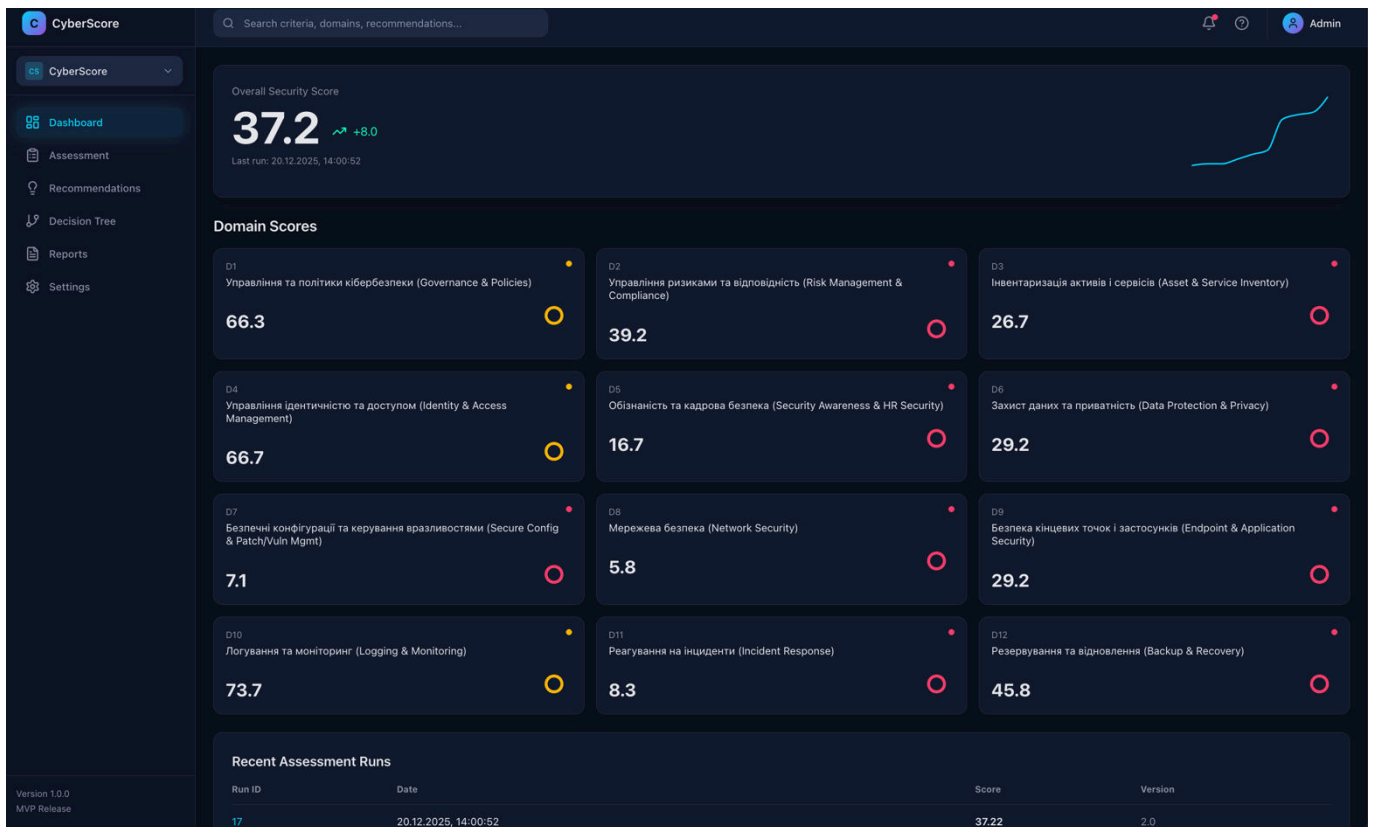 C CyberScore
Search criteria, domains, recommendations...
Admin
CS CyberScore
Dashboard
Assessment
Recommendations
Decision Tree
Reports
Settings
Version 1.0.0
MVP Release
Overall Security Score
37.2 +8.0
Last run: 20.12.2025, 14:00:52
Domain Scores
D1
Управління та політики кібербезпеки (Governance & Policies)
66.3
D2
Управління ризиками та відповідність (Risk Management &
Compliance)
39.2
D3
Інвентаризація активів і сервісів (Asset & Service Inventory)
26.7
D4
Управління ідентичністю та доступом (Identity & Access
Management)
66.7
D5
Обізнаність та кадрова безпека (Security Awareness & HR Security)
16.7
D6
Захист даних та приватність (Data Protection & Privacy)
29.2
D7
Безпечні конфігурації та керування вразливостями (Secure Config
& Patch/Vuln Mgmt)
7.1
D8
Мережева безпека (Network Security)
5.8
D9
Безпека кінцевих точок і застосунків (Endpoint & Application
Security)
29.2
D10
Логування та моніторинг (Logging & Monitoring)
73.7
D11
Реагування на інциденти (Incident Response)
8.3
D12
Резервування та відновлення (Backup & Recovery)
45.8
Recent Assessment Runs
Run ID Date Score Version
17 20.12.2025, 14:00:52 37.22 2.0